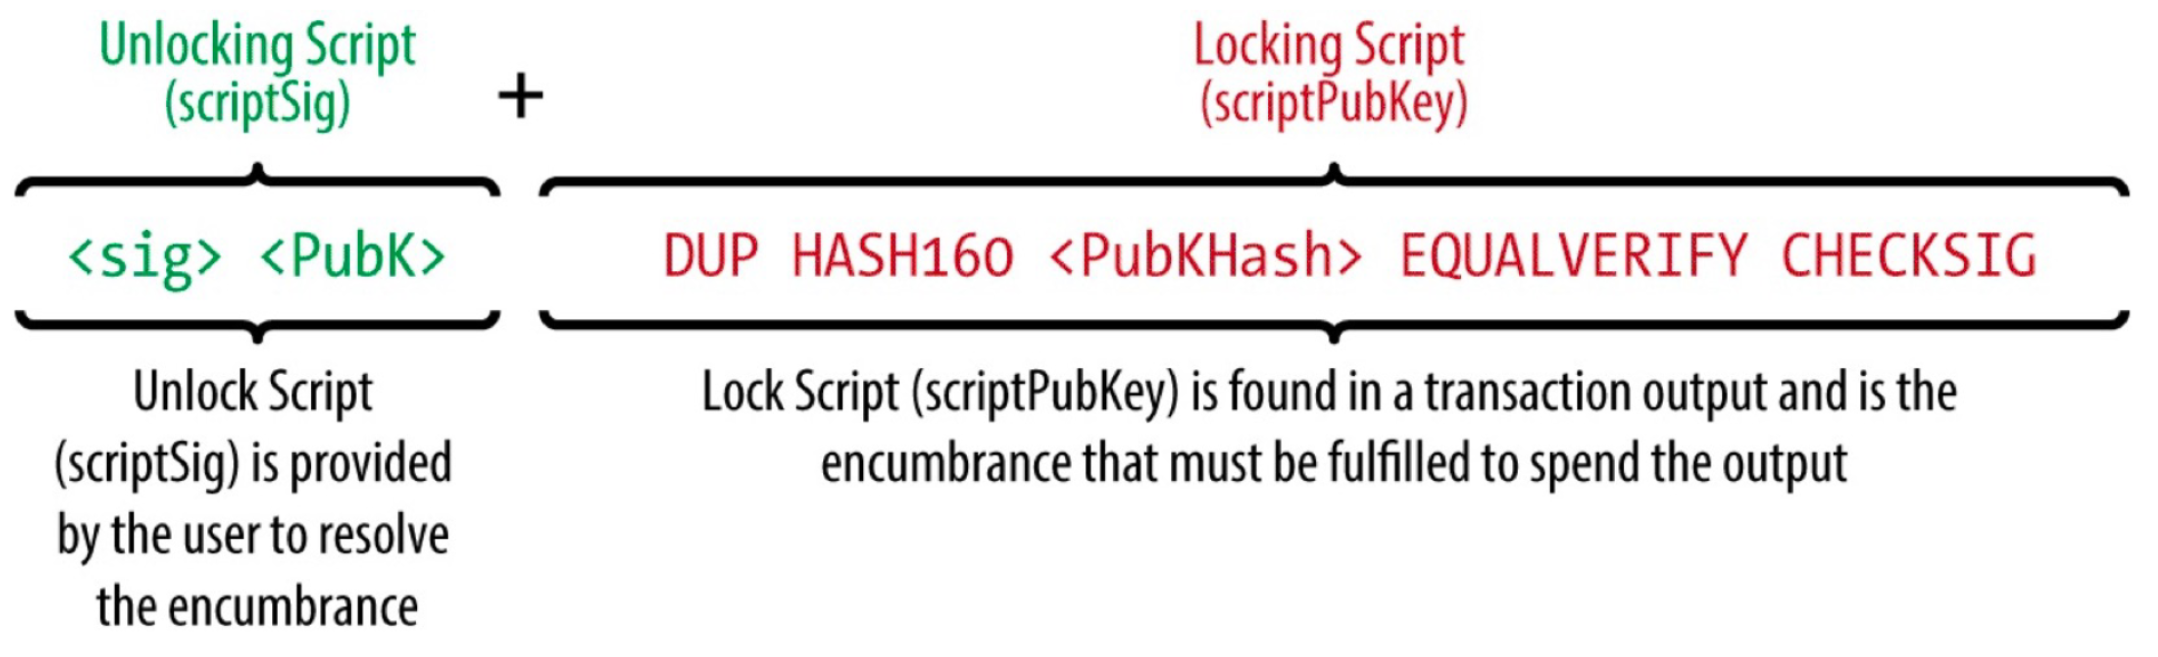 Unlocking Script
(scriptSig)
+
Locking Script
(scriptPubKey)
<sig> <PubK>
DUP HASH160 <PubKHash> EQUALVERIFY CHECKSIG
Unlock Script
(scriptSig) is provided
by the user to resolve
the encumbrance
Lock Script (scriptPubKey) is found in a transaction output and is the
encumbrance that must be fulfilled to spend the output